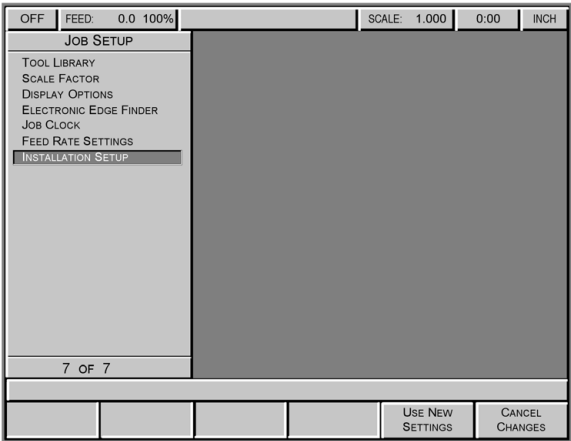 OFF FEED: 0.0 100% SCALE: 1.000 0:00 INCH
JOB SETUP
TOOL LIBRARY
SCALE FACTOR
DISPLAY OPTIONS
ELECTRONIC EDGE FINDER
JOB CLOCK
FEED RATE SETTINGS
INSTALLATION SETUP
7 OF 7
USE NEW
SETTINGS
CANCEL
CHANGES